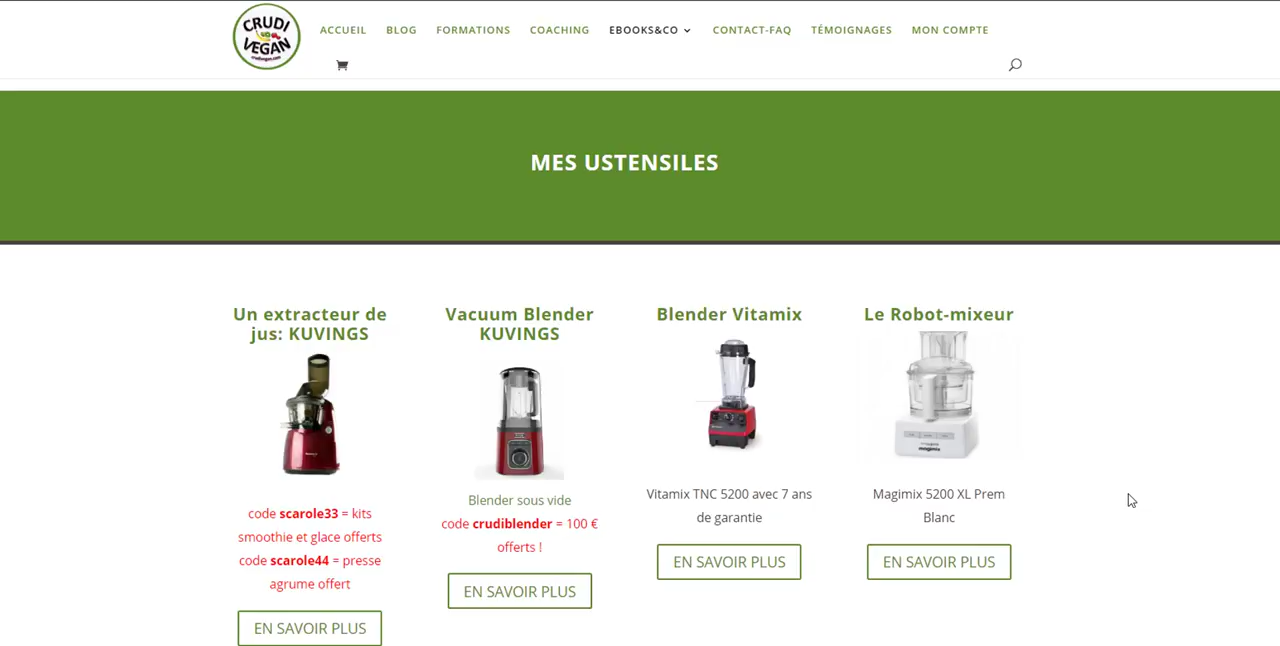 CRUDI
VEGAN
crudivegan.com
ACCUEIL
BLOG
FORMATIONS
COACHING
EBOOKS&CO
CONTACT-FAQ
TÉMOIGNAGES
MON COMPTE
MES USTENSILES
Un extracteur de
jus: KUVINGS
code scarole33 = kits
smoothie et glace offerts
code scarole44 = presse
agrume offert
EN SAVOIR PLUS
Vacuum Blender
KUVINGS
Blender sous vide
code crudiblender = 100 €
offerts !
EN SAVOIR PLUS
Blender Vitamix
Vitamix TNC 5200 avec 7 ans
de garantie
EN SAVOIR PLUS
Le Robot-mixeur
magimix
Magimix 5200 XL Prem
Blanc
EN SAVOIR PLUS